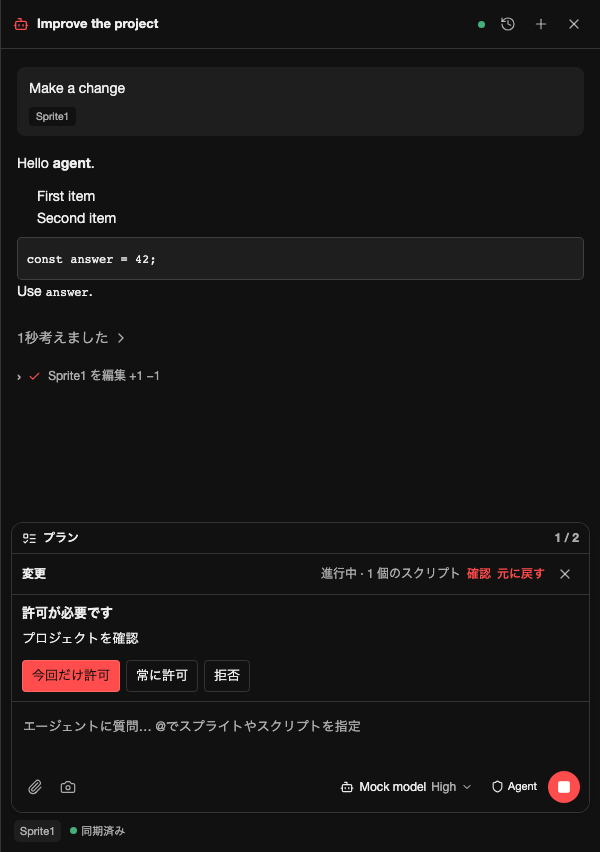 Improve the project
Make a change
Sprite1
Hello agent.
First item
Second item
const answer = 42;
Use answer.
1秒考えました
Sprite1 を編集 +1 −1
プラン 1 / 2
変更 進行中 · 1 個のスクリプト 確認 元に戻す
許可が必要です
プロジェクトを確認
今回だけ許可 常に許可 拒否
エージェントに質問... @でスプライトやスクリプトを指定
Mock model High Agent
Sprite1 同期済み